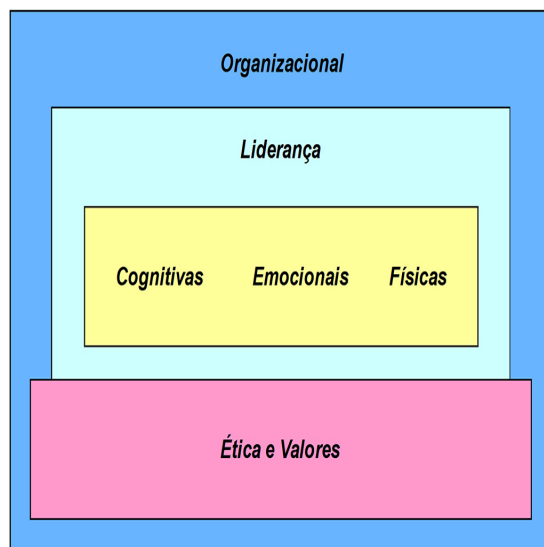 Organizacional
Liderança
Cognitivas Emocionais Físicas
Ética e Valores